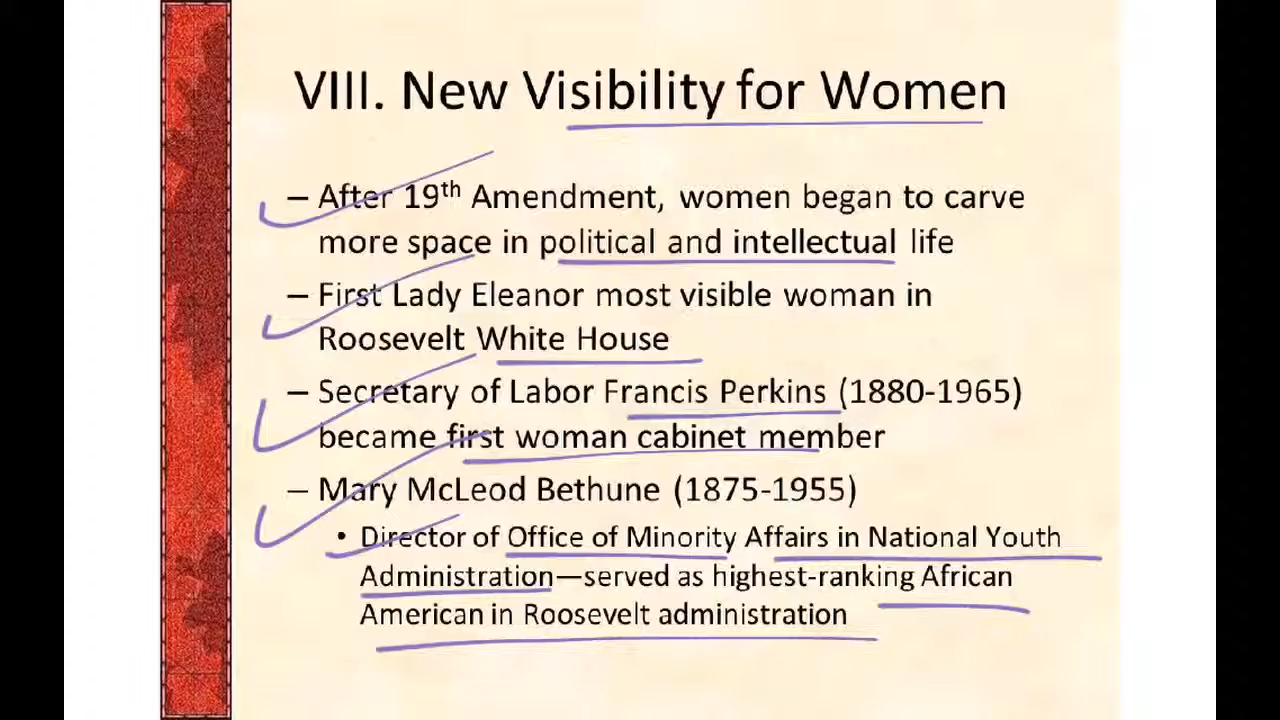 VIII. New Visibility for Women
– After 19th Amendment, women began to carve
more space in political and intellectual life
– First Lady Eleanor most visible woman in
Roosevelt White House
– Secretary of Labor Francis Perkins (1880-1965)
became first woman cabinet member
– Mary McLeod Bethune (1875-1955)
• Director of Office of Minority Affairs in National Youth
Administration—served as highest-ranking African
American in Roosevelt administration